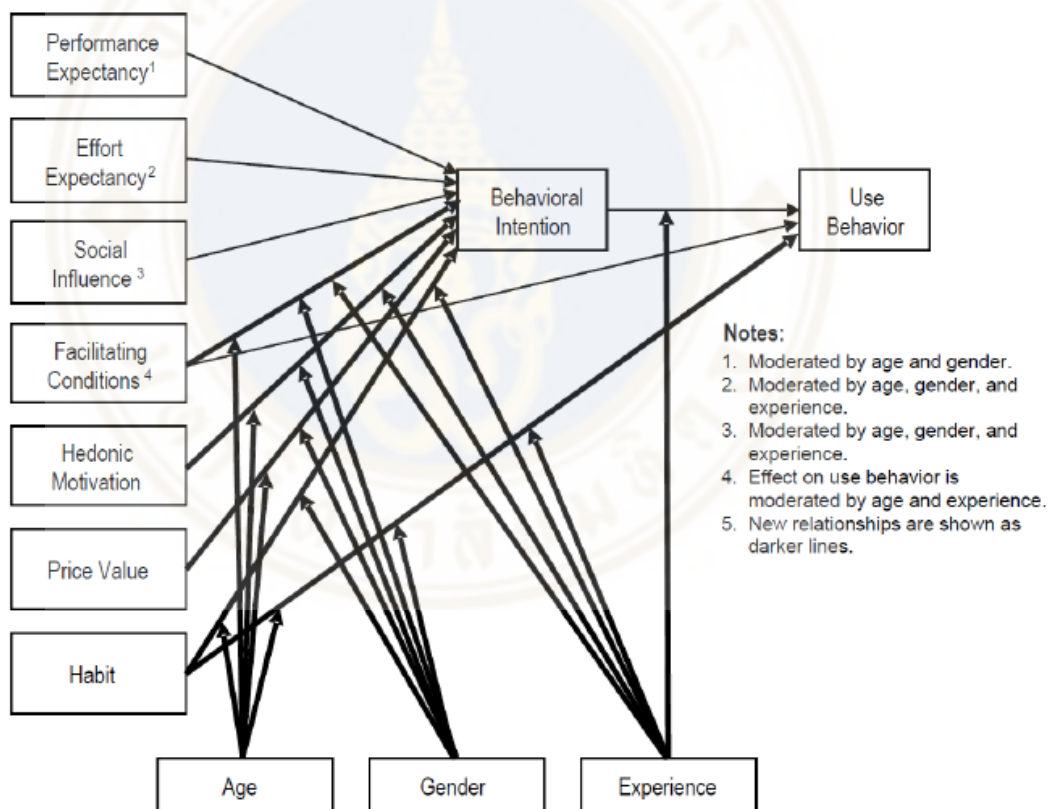 Performance
Expectancy1
Effort
Expectancy2
Social
Influence 3
Facilitating
Conditions 4
Hedonic
Motivation
Price Value
Habit
Behavioral
Intention
Use
Behavior
Notes:
1. Moderated by age and gender.
2. Moderated by age, gender, and
experience.
3. Moderated by age, gender, and
experience.
4. Effect on use behavior is
moderated by age and experience.
5. New relationships are shown as
darker lines.
Age
Gender
Experience